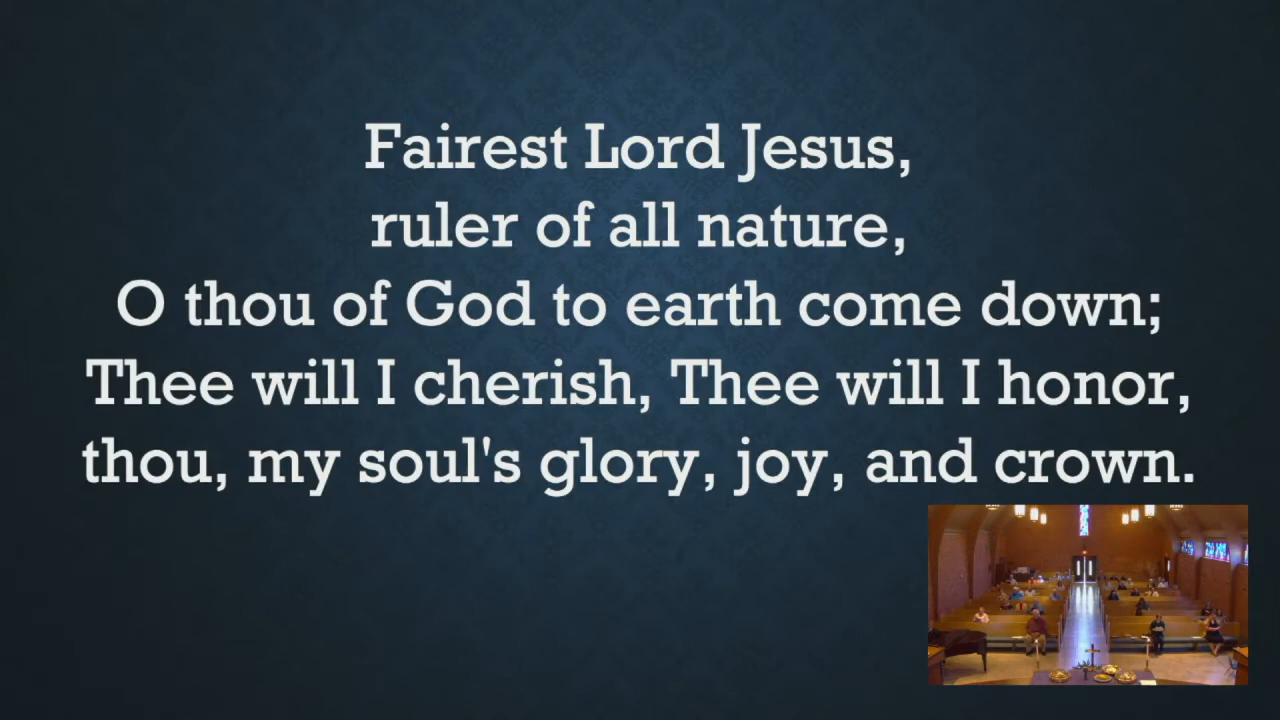 Fairest Lord Jesus,
ruler of all nature,
O thou of God to earth come down;
Thee will I cherish, Thee will I honor,
thou, my soul's glory, joy, and crown.